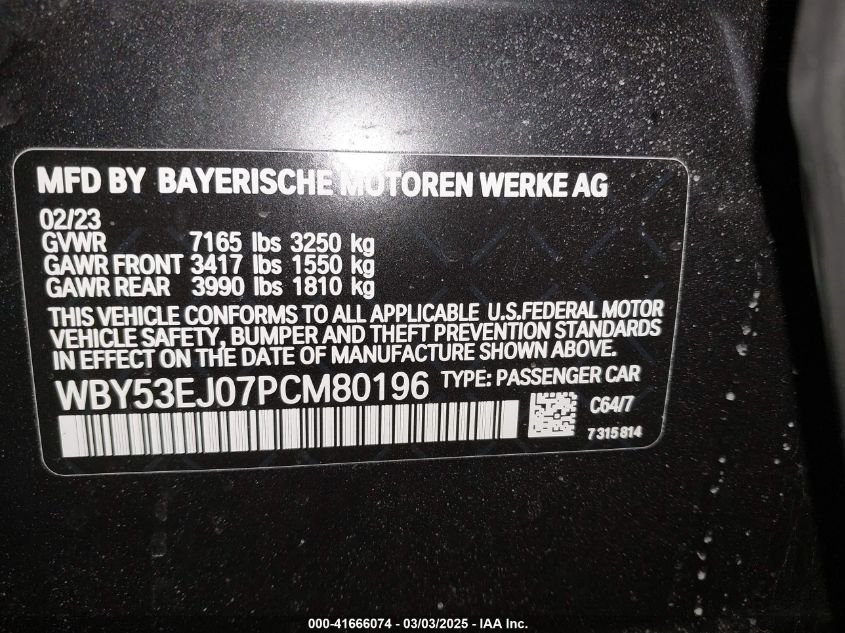 MFD BY BAYERISCHE MOTOREN WERKE AG
02/23
GVWR 7165 lbs 3250 kg
GAWR FRONT 3417 lbs 1550 kg
GAWR REAR 3990 lbs 1810 kg
THIS VEHICLE CONFORMS TO ALL APPLICABLE U.S.FEDERAL MOTOR
VEHICLE SAFETY, BUMPER AND THEFT PREVENTION STANDARDS
IN EFFECT ON THE DATE OF MANUFACTURE SHOWN ABOVE.
WBY53EJ07PCM80196 TYPE: PASSENGER CAR
C64/7
7315814
000-41666074 / 03/03/2025 - IAA Inc.